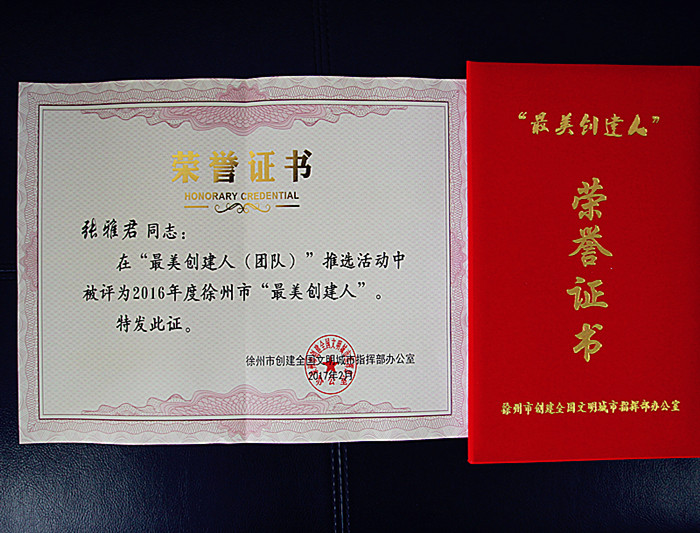 荣誉证书
HONORARY CREDENTIAL
张雅君 同志：
在“最美创建人（团队）”推选活动中
被评为2016年度徐州市“最美创建人”。
特发此证。
徐州市创建全国文明城市指挥部办公室
2017年2月
“最美创建人”
荣誉证书
徐州市创建全国文明城市指挥部办公室